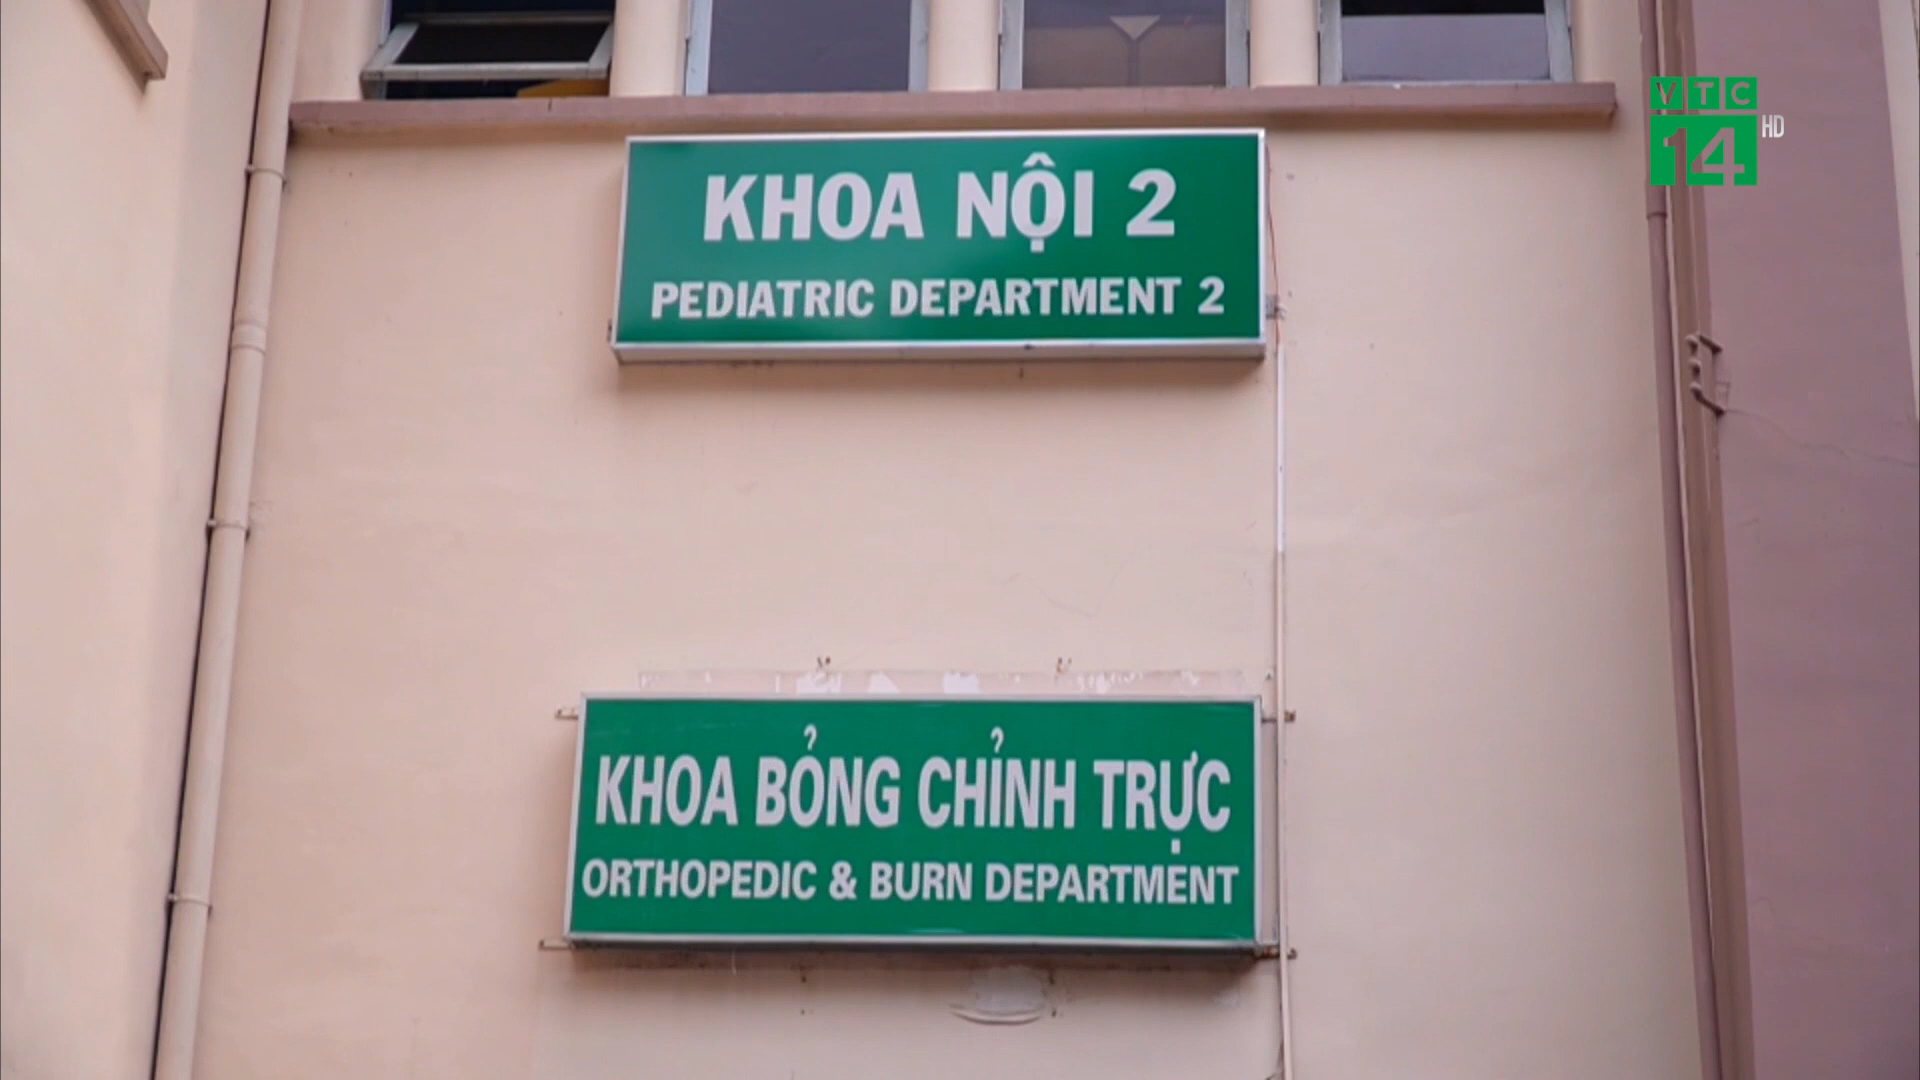 VTC
14 HD
KHOA NỘI 2
PEDIATRIC DEPARTMENT 2
KHOA BỎNG CHỈNH TRỰC
ORTHOPEDIC & BURN DEPARTMENT